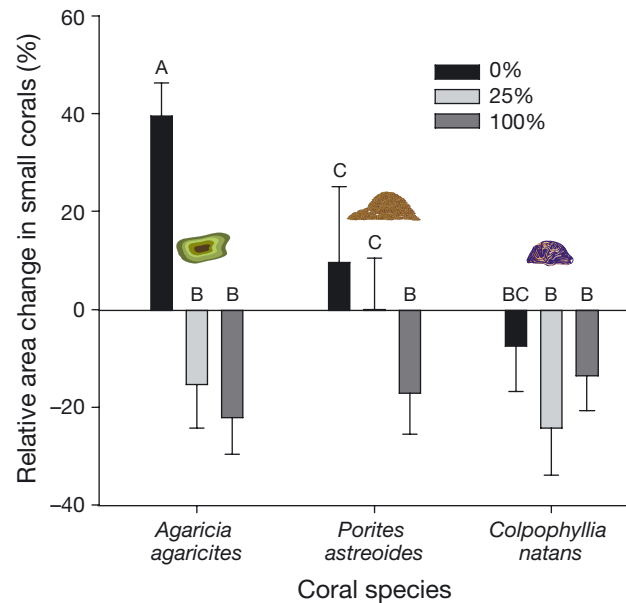 Relative area change in small corals (%)
60
40
20
0
−20
−40
0%
25%
100%
A
B B
C
C
B
BC B B
Agaricia
agaricites
Porites
astreoides
Colpophyllia
natans
Coral species